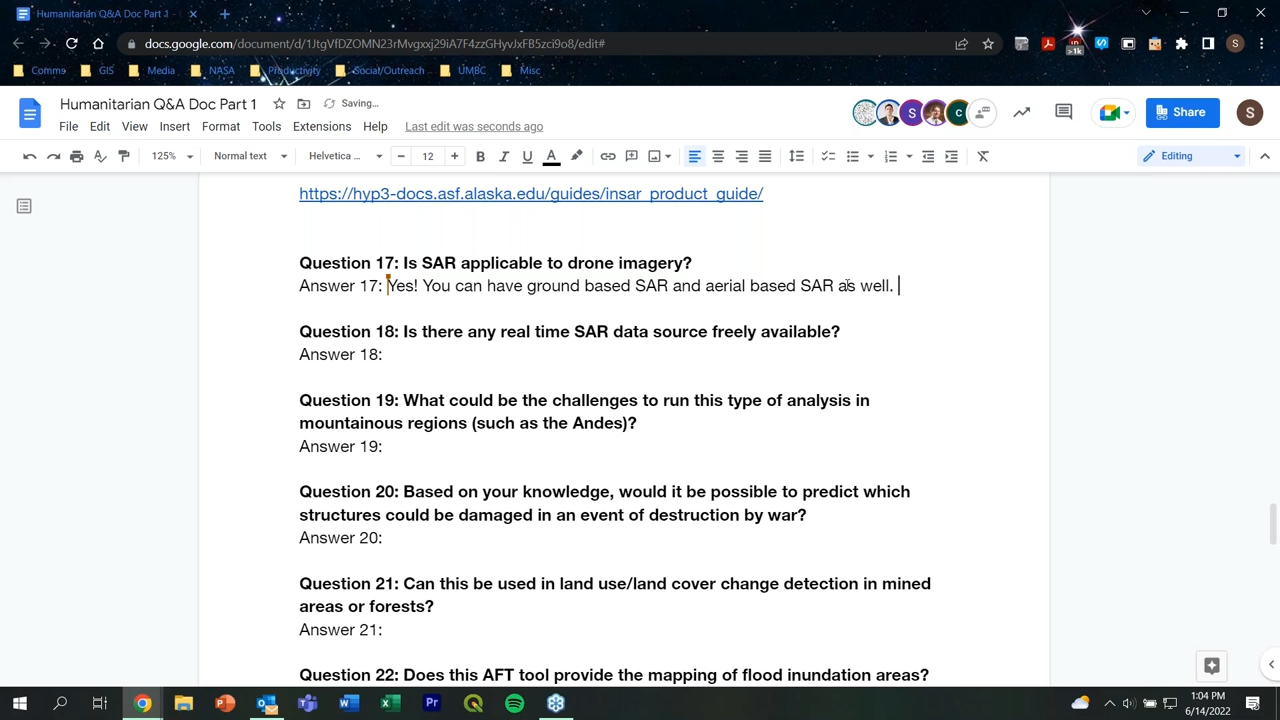 Humanitarian Q&A Doc Part 1
docs.google.com/document/d/1JtgVfDZOMN23rMvgxxj29iA7F4zzGHyvJxFB5zci9o8/edit#
S
>1k
Comms GIS Media NASA Productivity Social/Outreach UMBC Misc
Humanitarian Q&A Doc Part 1 Saving…
File Edit View Insert Format Tools Extensions Help Last edit was seconds ago
S C Share S
125% Normal text Helvetica ... 12 B I U A Editing
https://hyp3-docs.asf.alaska.edu/guides/insar_product_guide/
Question 17: Is SAR applicable to drone imagery?
Answer 17: Yes! You can have ground based SAR and aerial based SAR as well.
Question 18: Is there any real time SAR data source freely available?
Answer 18:
Question 19: What could be the challenges to run this type of analysis in
mountainous regions (such as the Andes)?
Answer 19:
Question 20: Based on your knowledge, would it be possible to predict which
structures could be damaged in an event of destruction by war?
Answer 20:
Question 21: Can this be used in land use/land cover change detection in mined
areas or forests?
Answer 21:
Question 22: Does this AFT tool provide the mapping of flood inundation areas?
1:04 PM
6/14/2022